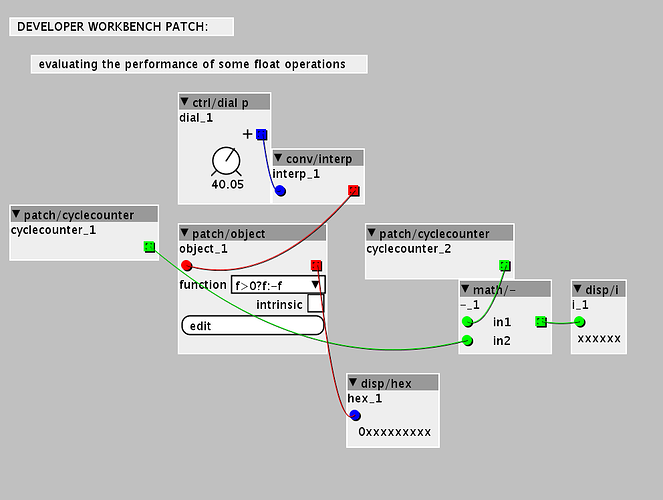 DEVELOPER WORKBENCH PATCH:
evaluating the performance of some float operations
ctrl/dial p
dial_1
+
40.05
conv/interp
interp_1
patch/cyclecounter
cyclecounter_1
patch/object
object_1
function f>0?f:-f
intrinsic
edit
patch/cyclecounter
cyclecounter_2
math/-
-_1
in1
in2
disp/i
i_1
xxxxxx
disp/hex
hex_1
0xxxxxxxxx